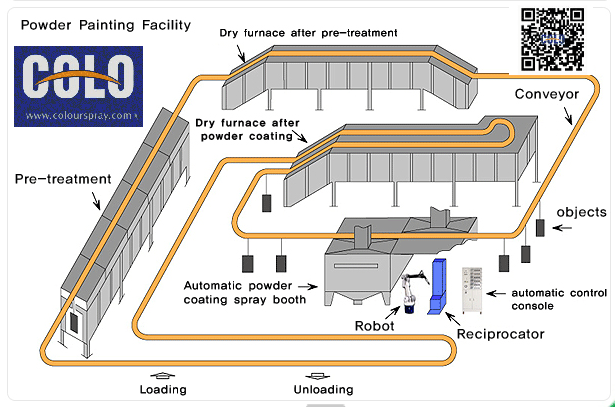 Powder Painting Facility
COLO
www.colourspray.com
Dry furnace after pre-treatment
Conveyor
Dry furnace after
powder coating
Pre-treatment
objects
Automatic powder
coating spray booth
automatic control
console
Robot
Reciprocator
Loading
Unloading